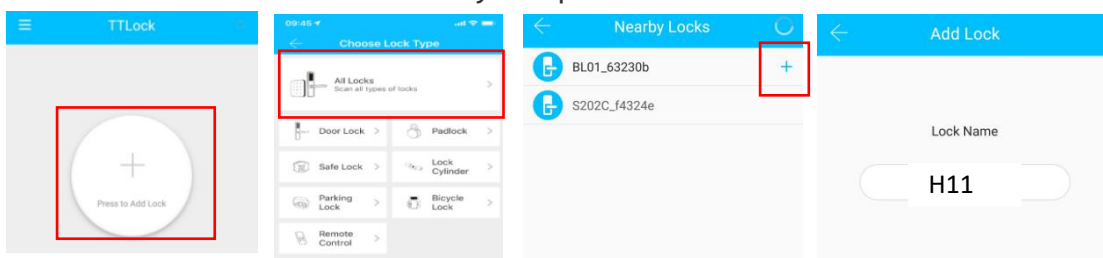 TTLock
Press to Add Lock
09:45
Choose Lock Type
All Locks
Scan all types of locks
Door Lock
Padlock
Safe Lock
Lock
Cylinder
Parking
Lock
Bicycle
Lock
Remote
Control
Nearby Locks
BL01_63230b
+
S202C_f4324e
Add Lock
Lock Name
H11